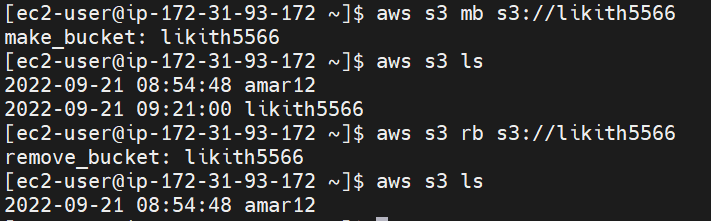 [ec2-user@ip-172-31-93-172 ~]$ aws s3 mb s3://likith5566
make_bucket: likith5566
[ec2-user@ip-172-31-93-172 ~]$ aws s3 ls
2022-09-21 08:54:48 amar12
2022-09-21 09:21:00 likith5566
[ec2-user@ip-172-31-93-172 ~]$ aws s3 rb s3://likith5566
remove_bucket: likith5566
[ec2-user@ip-172-31-93-172 ~]$ aws s3 ls
2022-09-21 08:54:48 amar12